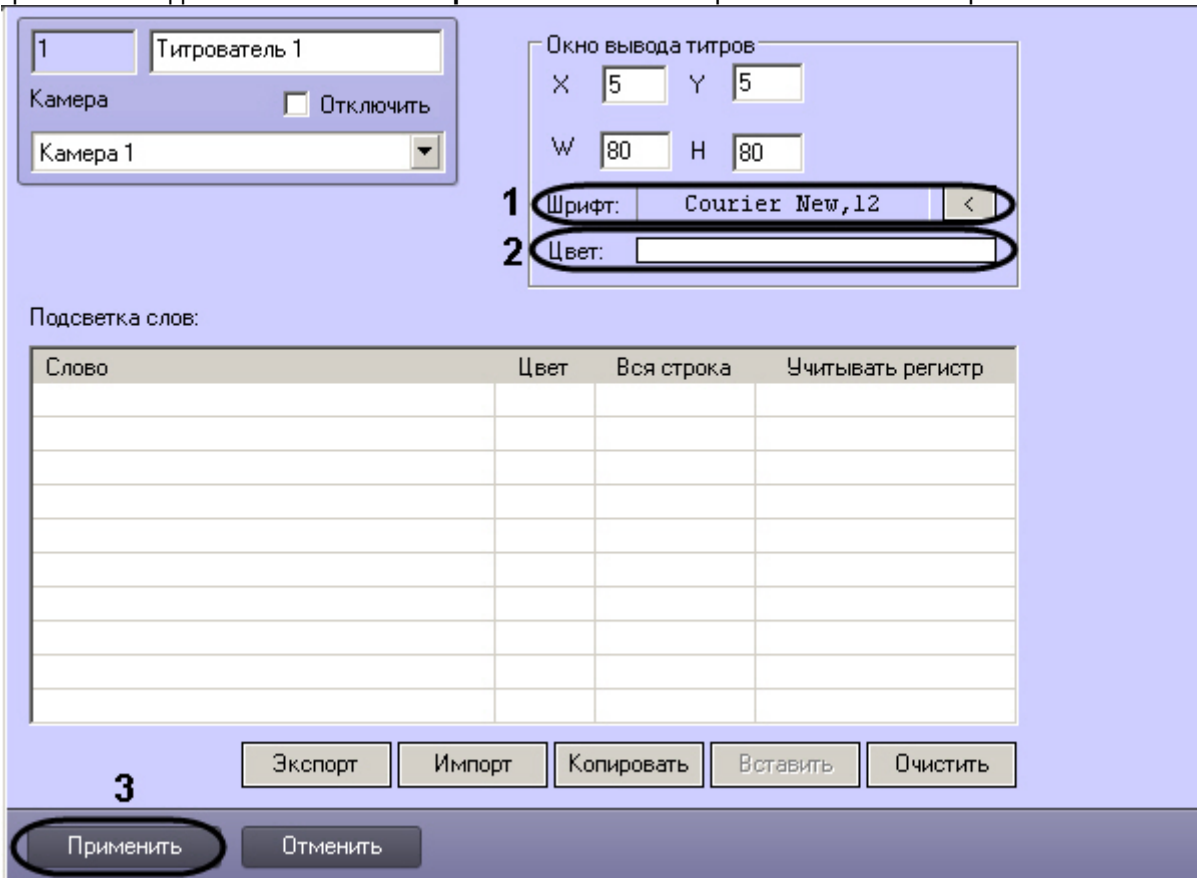 1 Титрователь 1
Камера Отключить
Камера 1
Окно вывода титров
X 5 Y 5
W 80 H 80
1 Шрифт: Courier New,12 <
2 Цвет:
Подсветка слов:
Слово Цвет Вся строка Учитывать регистр
Экспорт Импорт Копировать Вставить Очистить
3
Применить Отменить